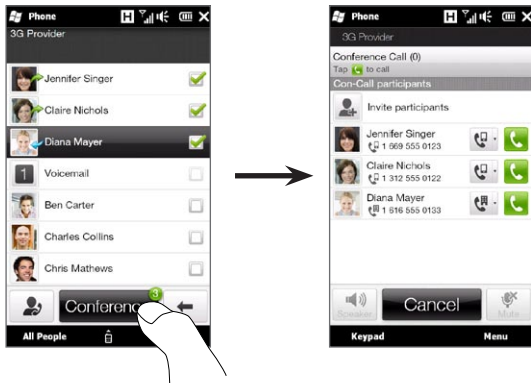 Phone
3G Provider
Jennifer Singer
Claire Nichols
Diana Mayer
1 Voicemail
Ben Carter
Charles Collins
Chris Mathews
3
Conference
All People
Phone
3G Provider
Conference Call (0)
Tap to call
Con-Call participants
Invite participants
Jennifer Singer
1 669 555 0123
Claire Nichols
1 312 555 0122
Diana Mayer
1 616 555 0133
Speaker
Cancel
Mute
Keypad
Menu